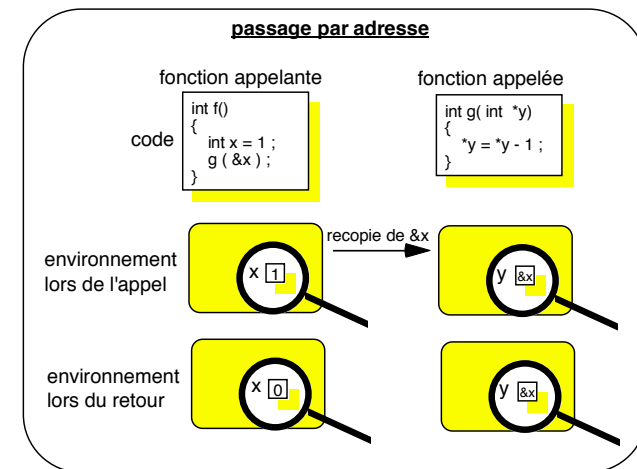 passage par adresse
fonction appelante
fonction appelée
code
int f()
{
int x = 1 ;
g ( &x ) ;
}
int g( int *y)
{
*y = *y - 1 ;
}
environnement
lors de l'appel
x 1
recopie de &x
y &x
environnement
lors du retour
x 0
y &x